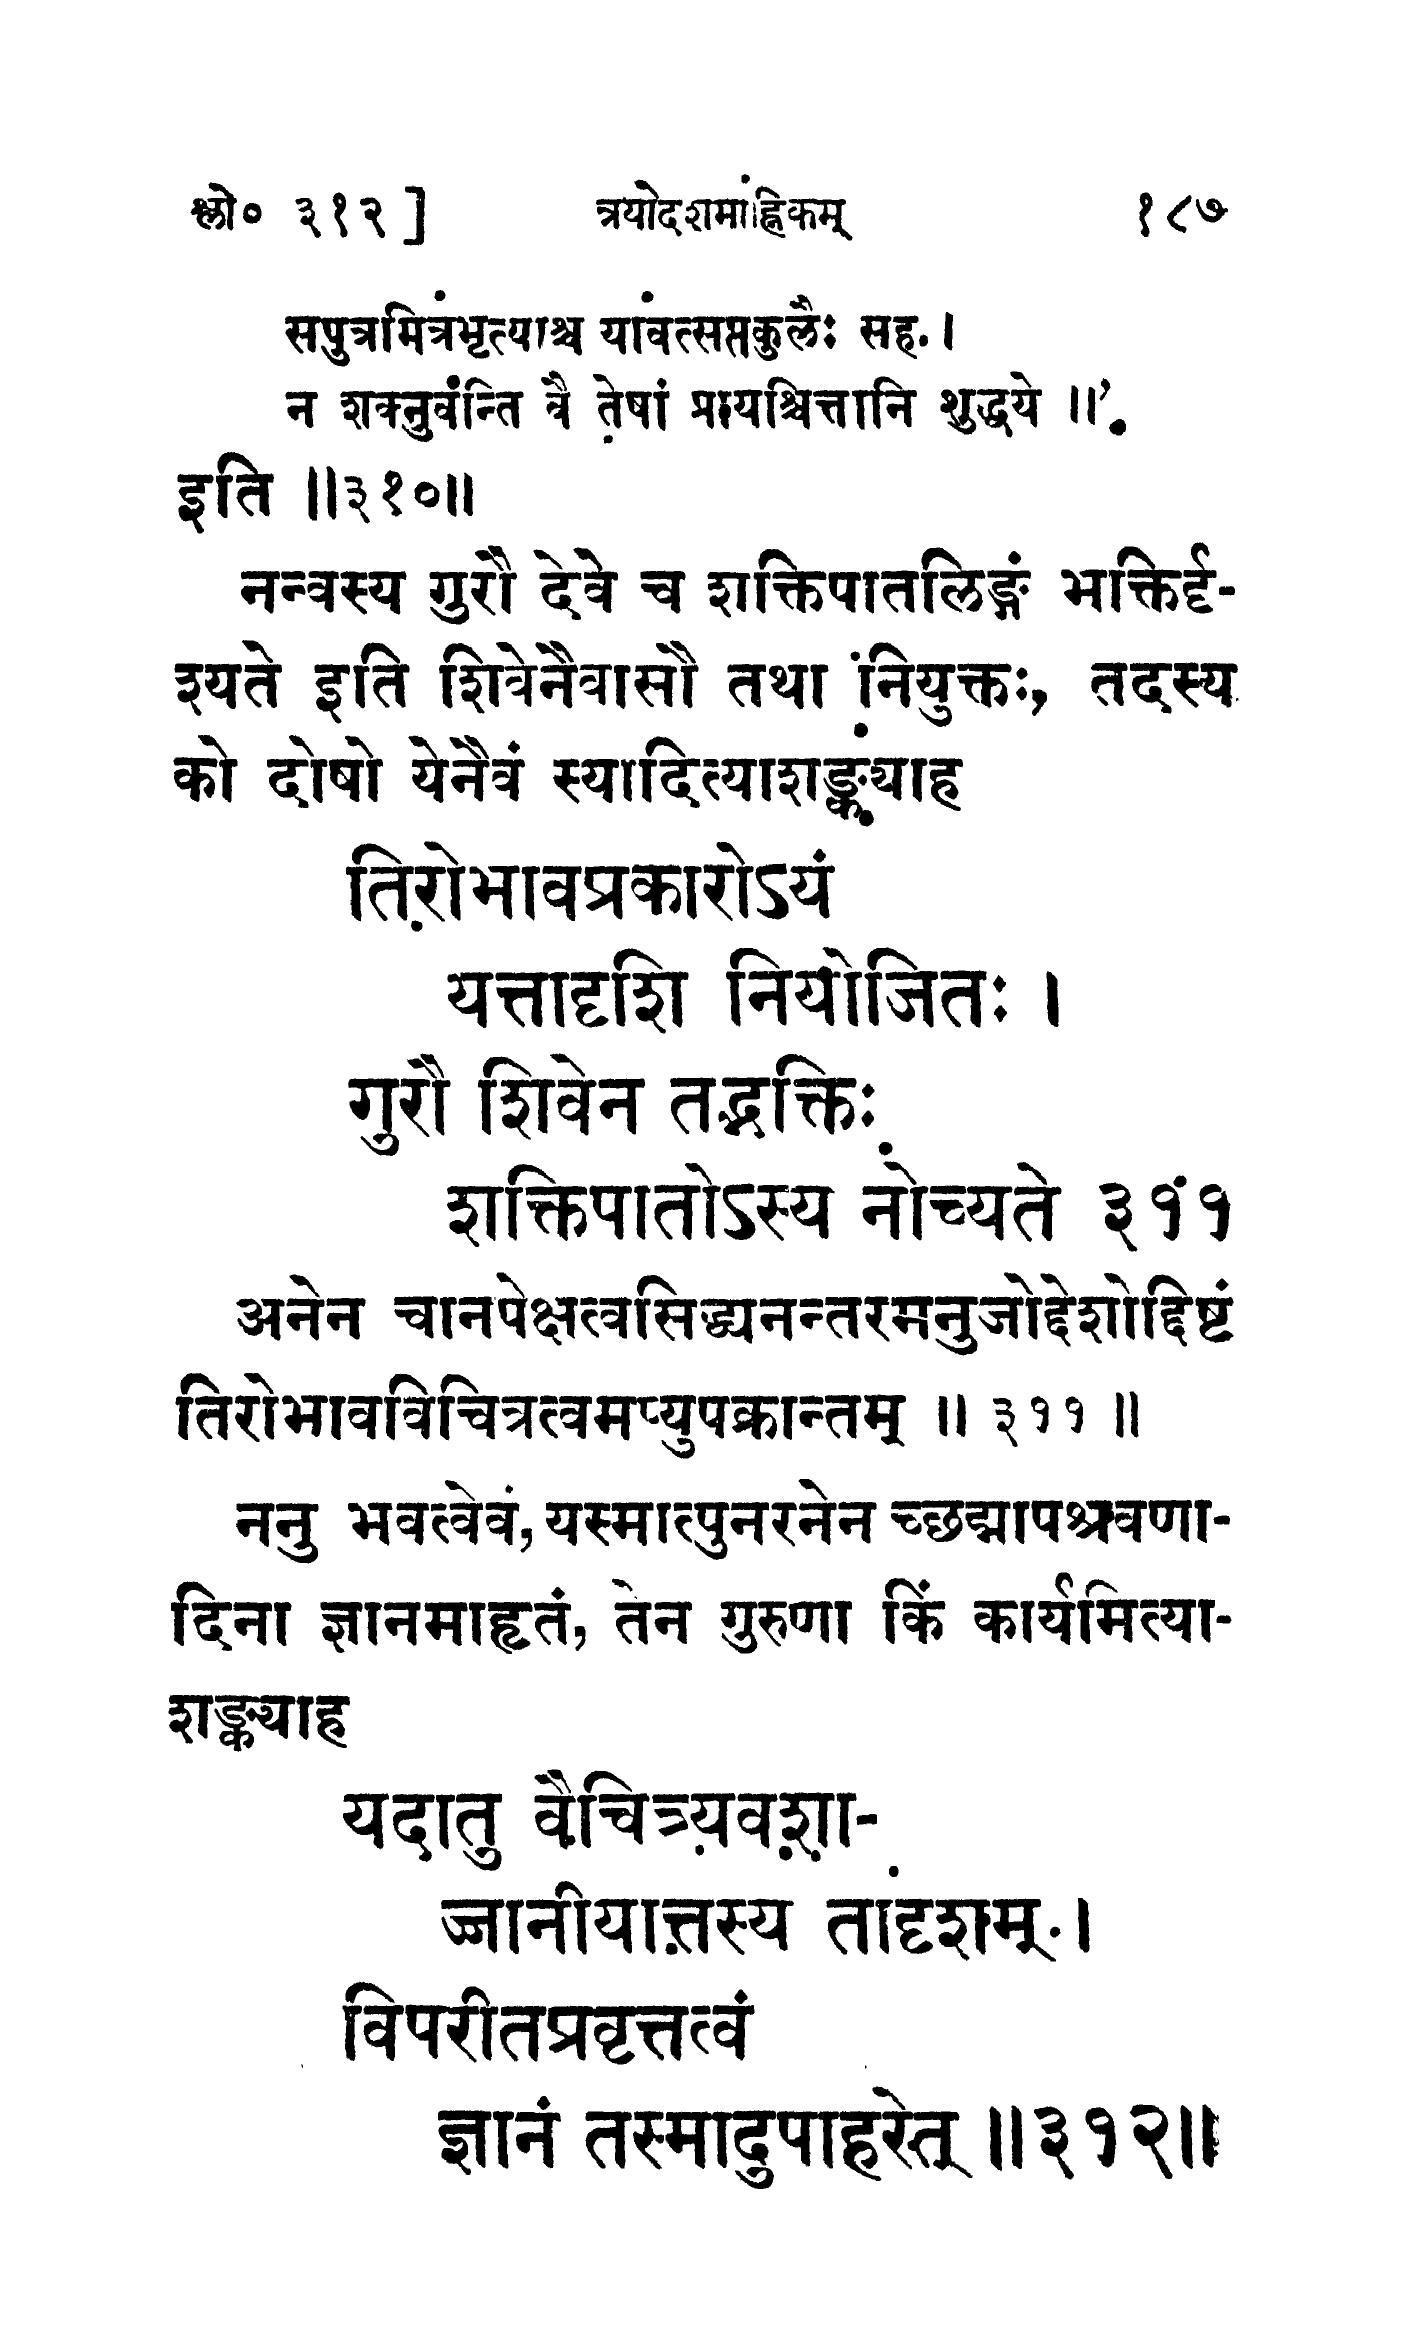 श्लो० ३१२ ] त्रयोदशमाह्निकम् १८७
सपुत्रमित्रभृत्याश्च यावत्सप्तकुलैः सह ।
न शक्नुवन्ति वै तेषां प्रायश्चित्तानि शुद्धये ॥'
इति ॥३१०॥
नन्वस्य गुरौ देवे च शक्तिपातलिङ्गं भक्तिर्दृ-
श्यते इति शिवेनैवासौ तथा नियुक्तः, तदस्य
को दोषो येनैवं स्यादित्याशङ्क्याह
तिरोभावप्रकारोऽयं
यत्तादृशि नियोजितः ।
गुरौ शिवेन तद्भक्तिः
शक्तिपातोऽस्य नोच्यते ३११
अनेन चानपेक्षत्वसिद्ध्यनन्तरमनुजोद्देशोद्दिष्टं
तिरोभावविचित्रत्वमप्युपक्रान्तम् ॥ ३११ ॥
ननु भवत्वेवं, यस्मात्पुनरनेन च्छद्मापश्रवणा-
दिना ज्ञानमाहृतं, तेन गुरुणा किं कार्यमित्या-
शङ्क्याह
यदातु वैचित्र्यवशा-
ज्जानीयात्तस्य तादृशम् ।
विपरीतप्रवृत्तत्वं
ज्ञानं तस्मादुपाहरेत् ॥३१२॥